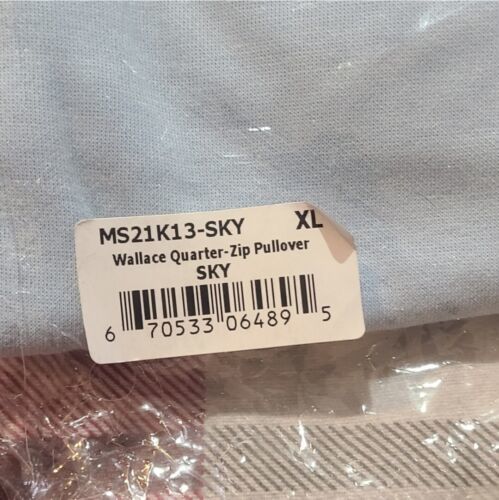 MS21K13-SKY XL
Wallace Quarter-Zip Pullover
SKY
6 70533 06489 5